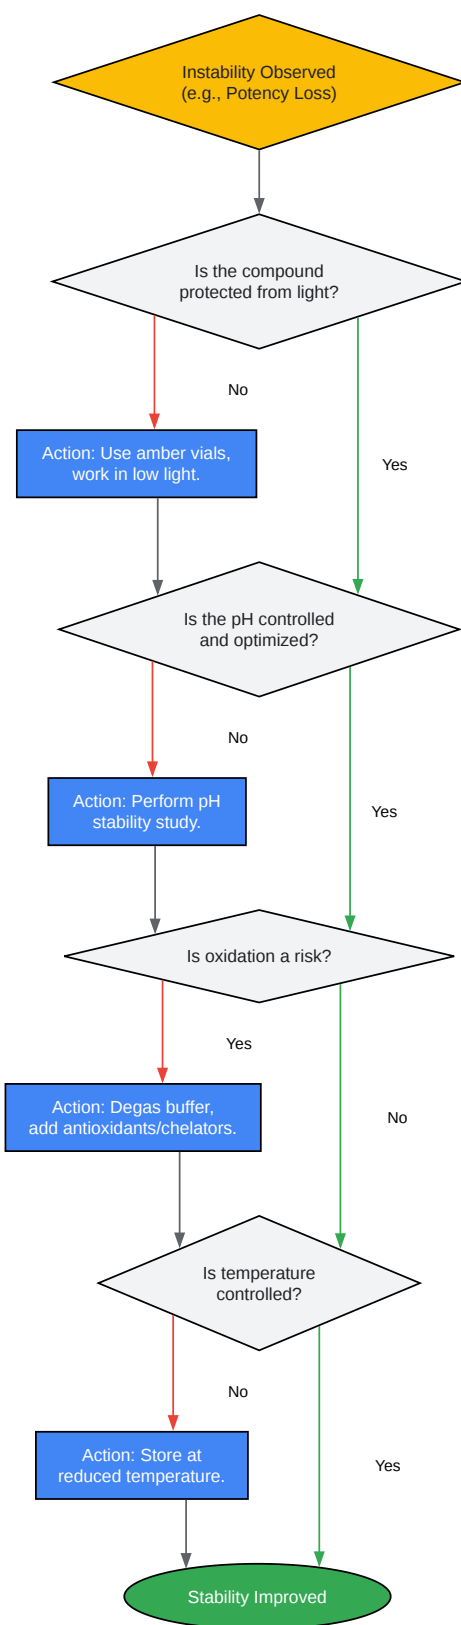 Instability Observed
(e.g., Potency Loss)
Is the compound
protected from light?
No
Action: Use amber vials,
work in low light.
Yes
Is the pH controlled
and optimized?
No
Action: Perform pH
stability study.
Yes
Is oxidation a risk?
Yes
Action: Degas buffer,
add antioxidants/chelators.
No
Is temperature
controlled?
No
Action: Store at
reduced temperature.
Yes
Stability Improved